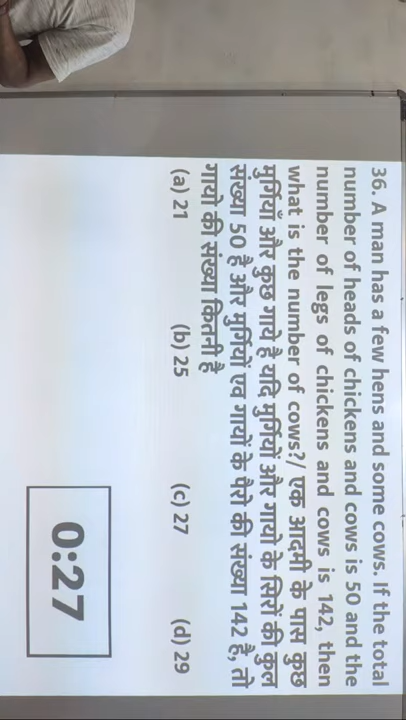 36. A man has a few hens and some cows. If the total
number of heads of chickens and cows is 50 and the
number of legs of chickens and cows is 142, then
what is the number of cows?/ एक आदमी के पास कुछ
मुर्गियाँ और कुछ गाये है यदि मुर्गियों और गायो के सिरों की कुल
संख्या 50 है और मुर्गियों एव गायों के पैरो की संख्या 142 है, तो
गायो की संख्या कितनी है
(a) 21 (b) 25 (c) 27 (d) 29
0:27